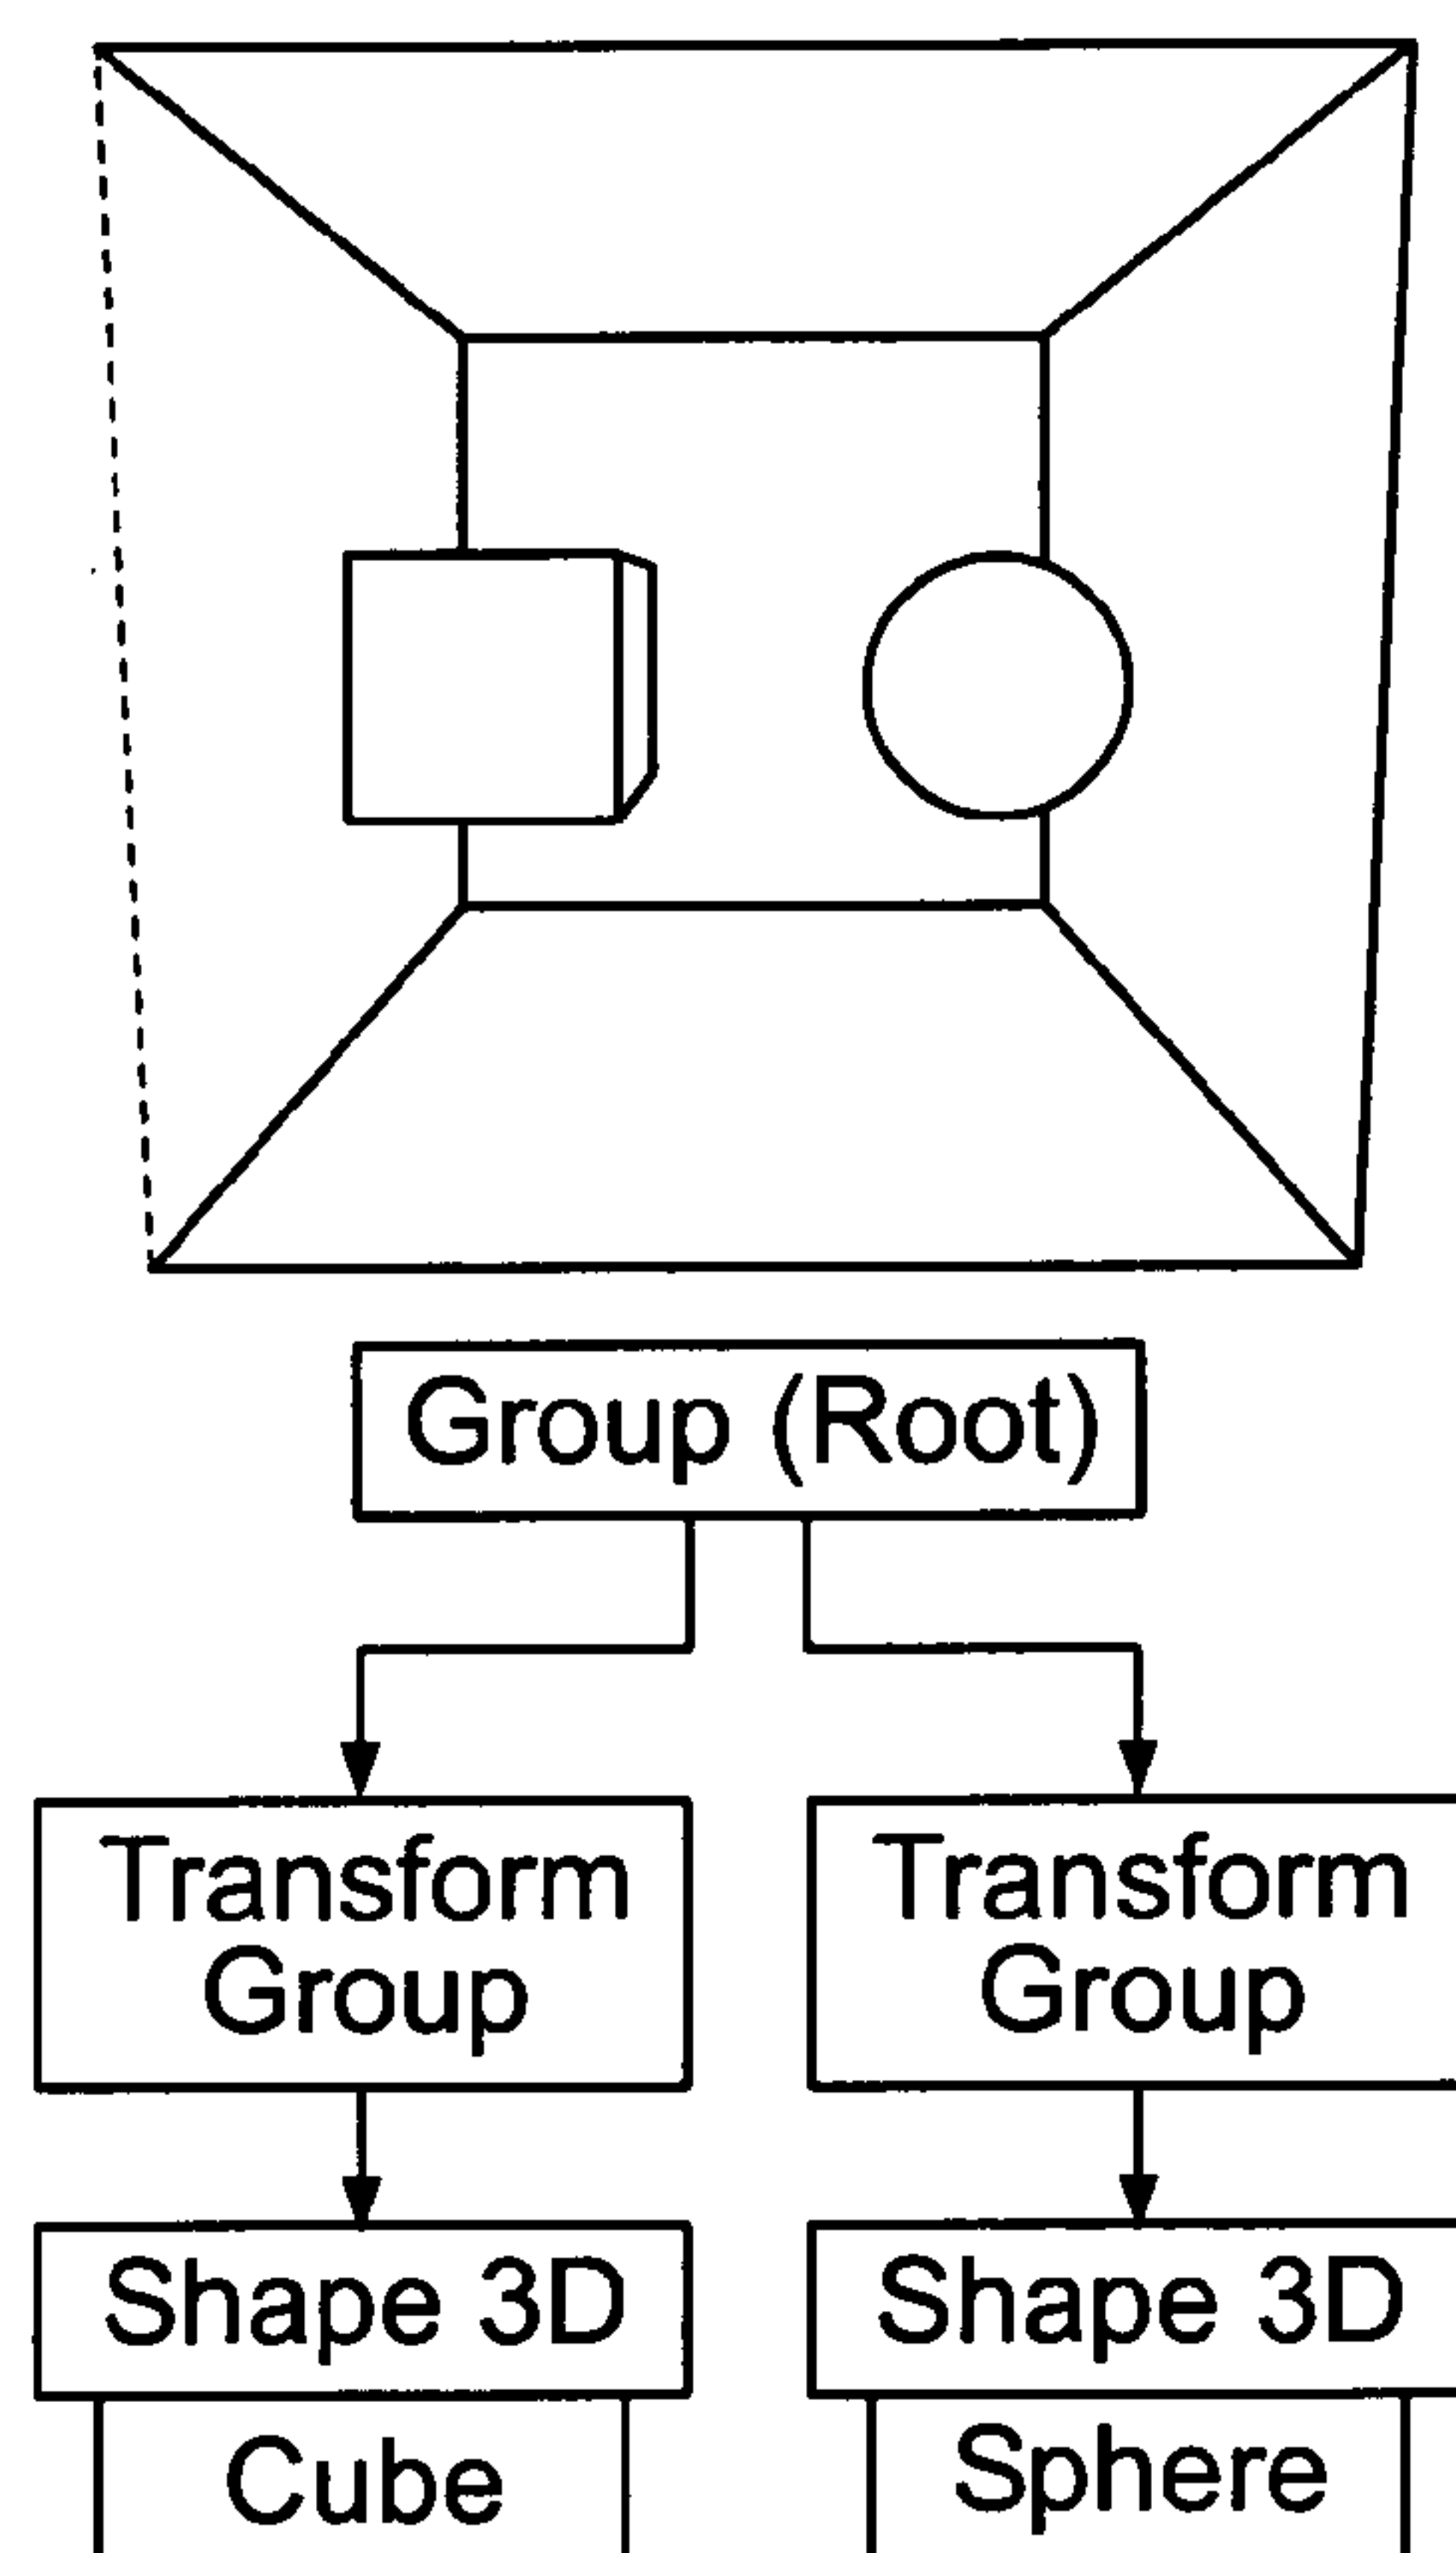 Group (Root)
Transform
Group
Transform
Group
Shape 3D
Shape 3D
Cube
Sphere